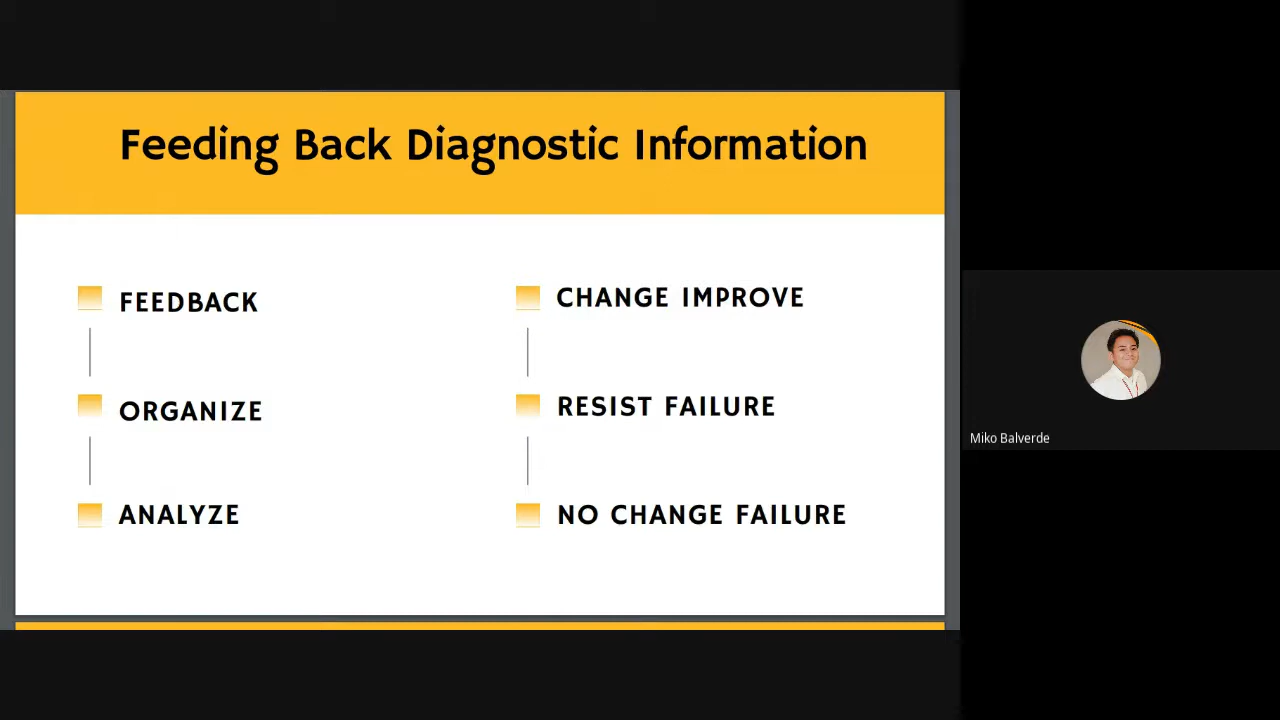 Feeding Back Diagnostic Information
FEEDBACK
ORGANIZE
ANALYZE
CHANGE IMPROVE
RESIST FAILURE
NO CHANGE FAILURE
Miko Balverde